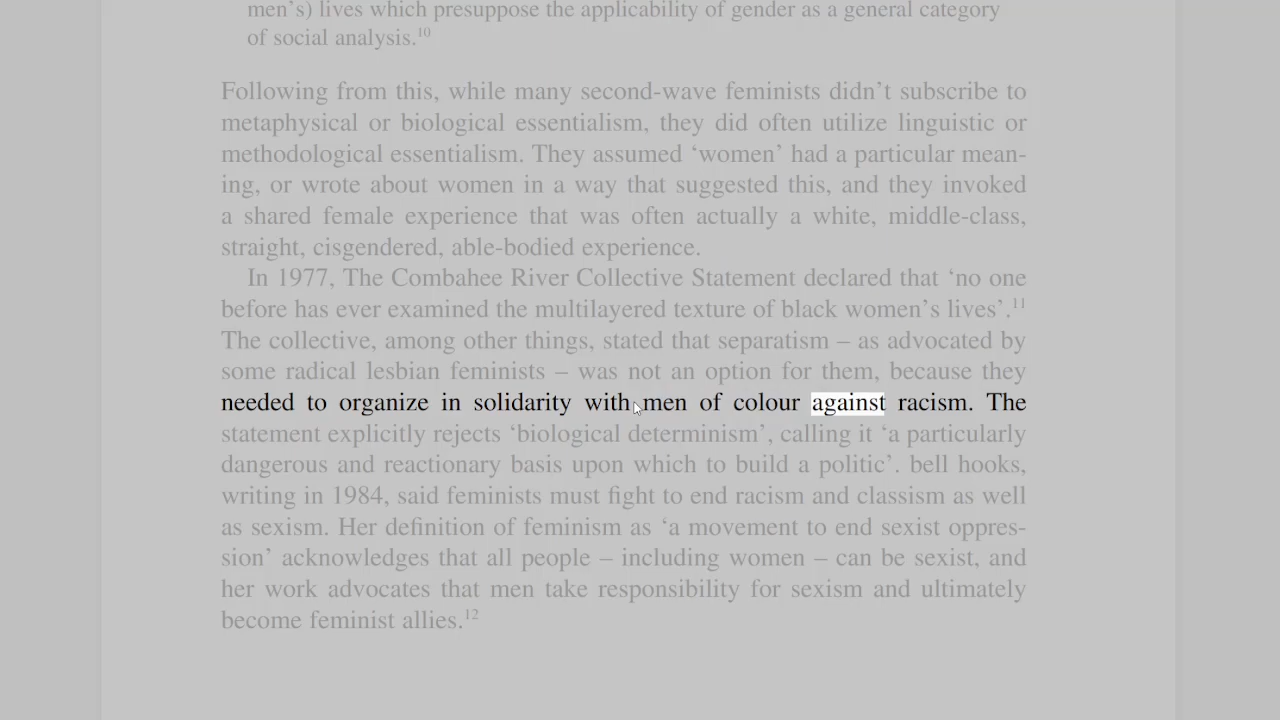 men's) lives which presuppose the applicability of gender as a general category
of social analysis.10
Following from this, while many second-wave feminists didn't subscribe to
metaphysical or biological essentialism, they did often utilize linguistic or
methodological essentialism. They assumed ‘women’ had a particular mean-
ing, or wrote about women in a way that suggested this, and they invoked
a shared female experience that was often actually a white, middle-class,
straight, cisgendered, able-bodied experience.
In 1977, The Combahee River Collective Statement declared that ‘no one
before has ever examined the multilayered texture of black women’s lives’.11
The collective, among other things, stated that separatism – as advocated by
some radical lesbian feminists – was not an option for them, because they
needed to organize in solidarity with men of colour against racism. The
statement explicitly rejects ‘biological determinism’, calling it ‘a particularly
dangerous and reactionary basis upon which to build a politic’. bell hooks,
writing in 1984, said feminists must fight to end racism and classism as well
as sexism. Her definition of feminism as ‘a movement to end sexist oppres-
sion’ acknowledges that all people – including women – can be sexist, and
her work advocates that men take responsibility for sexism and ultimately
become feminist allies.12